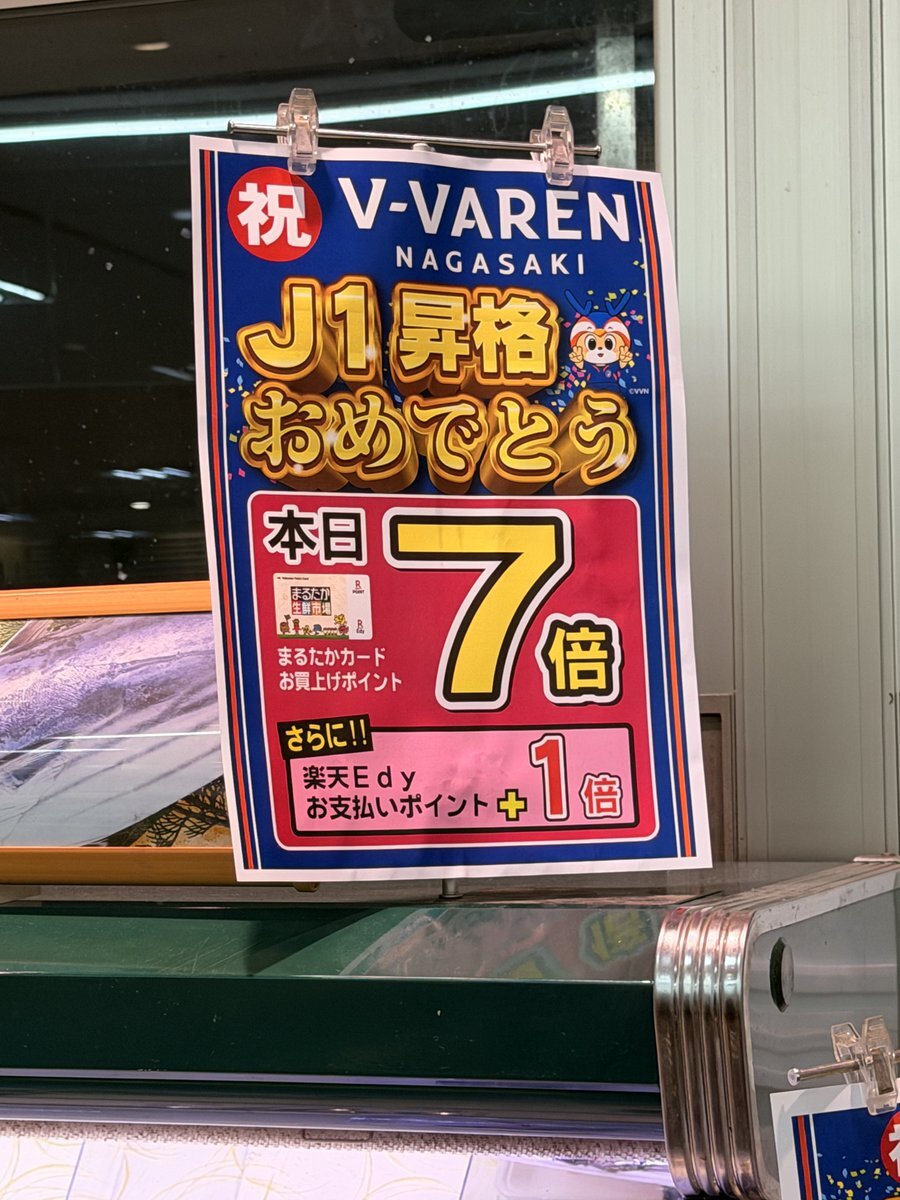 祝
V-VAREN
NAGASAKI
J1昇格
おめでとう
©VVN
本日
7倍
まるたか
生鮮市場
R
POINT
R
Edy
まるたかカード
お買上げポイント
さらに!!
楽天Edy
お支払いポイント+1倍